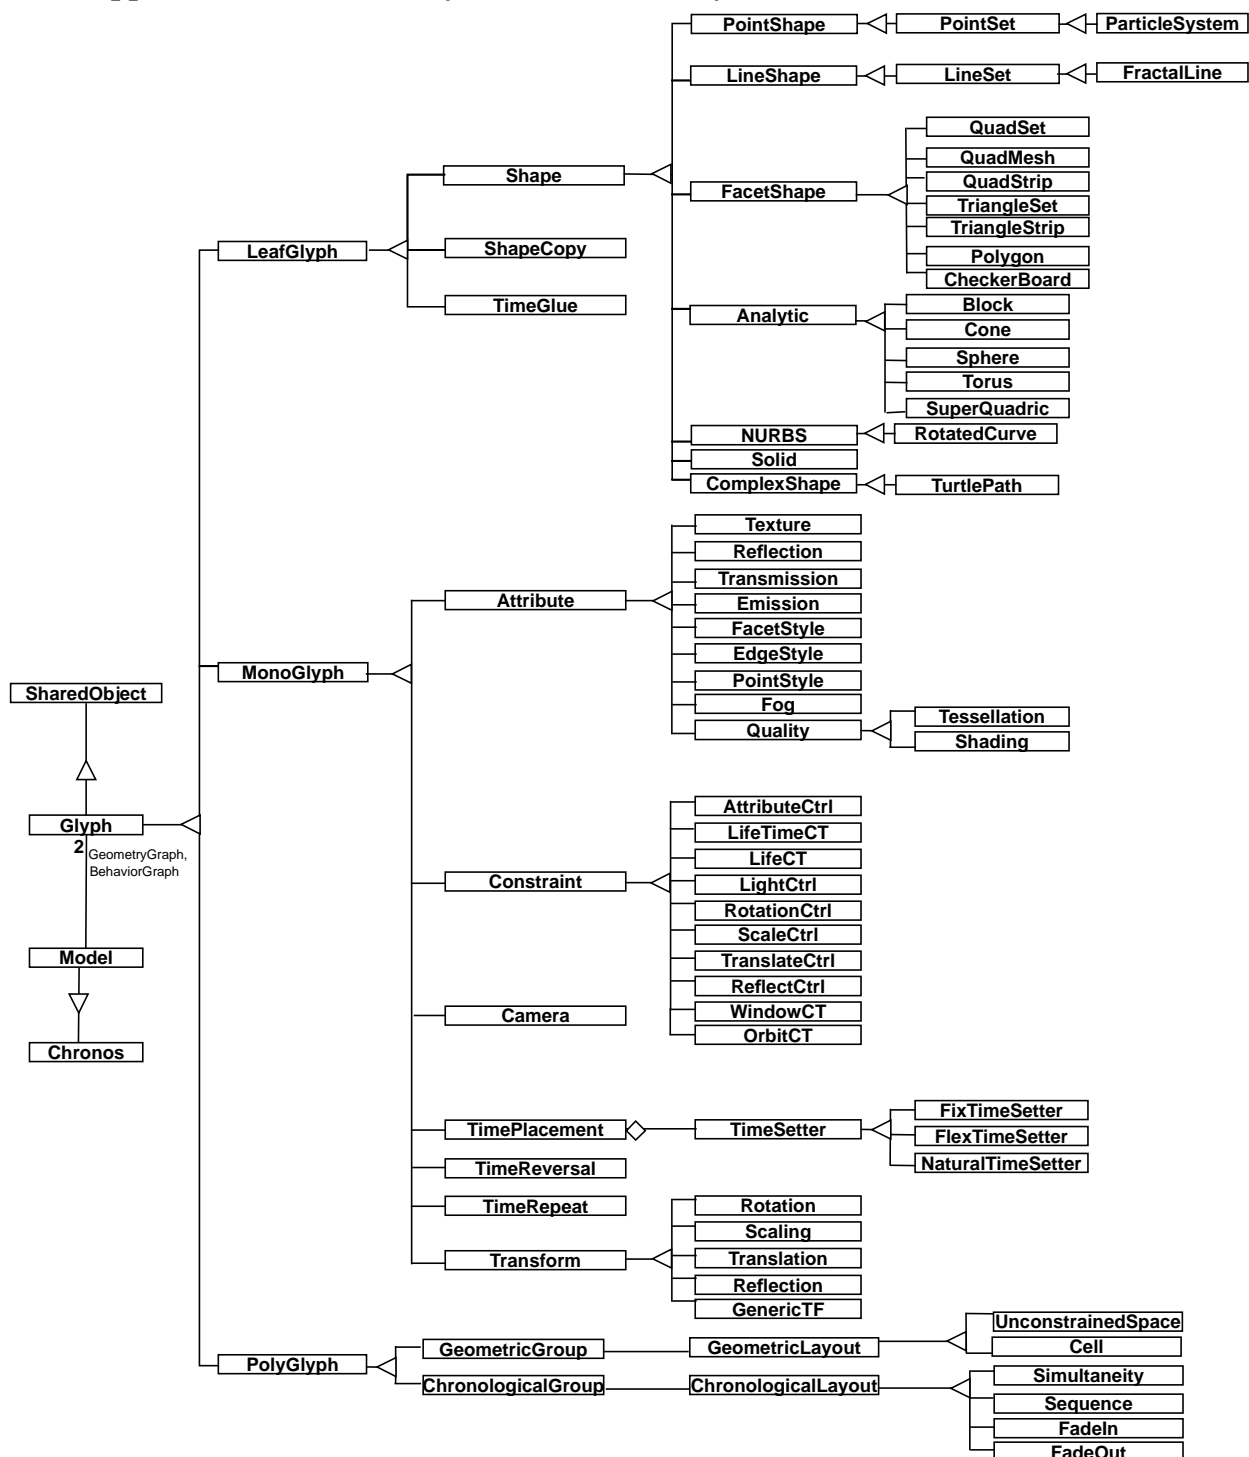 PointShape
PointSet
ParticleSystem
LineShape
LineSet
FractalLine
QuadSet
QuadMesh
QuadStrip
TriangleSet
TriangleStrip
Polygon
CheckerBoard
Shape
FacetShape
LeafGlyph
ShapeCopy
TimeGlue
Analytic
Block
Cone
Sphere
Torus
SuperQuadric
NURBS
RotatedCurve
Solid
ComplexShape
TurtlePath
Texture
Reflection
Transmission
Attribute
Emission
FacetStyle
EdgeStyle
MonoGlyph
PointStyle
SharedObject
Fog
Quality
Tessellation
Shading
AttributeCtrl
Glyph
2
GeometryGraph,
BehaviorGraph
LifeTimeCT
LifeCT
Constraint
LightCtrl
RotationCtrl
ScaleCtrl
Model
TranslateCtrl
ReflectCtrl
Camera
WindowCT
OrbitCT
Chronos
FixTimeSetter
TimePlacement
TimeSetter
FlexTimeSetter
TimeReversal
NaturalTimeSetter
TimeRepeat
Rotation
Scaling
Transform
Translation
Reflection
GenericTF
UnconstrainedSpace
GeometricGroup
GeometricLayout
Cell
PolyGlyph
Simultaneity
ChronologicalGroup
ChronologicalLayout
Sequence
FadeIn
FadeOut